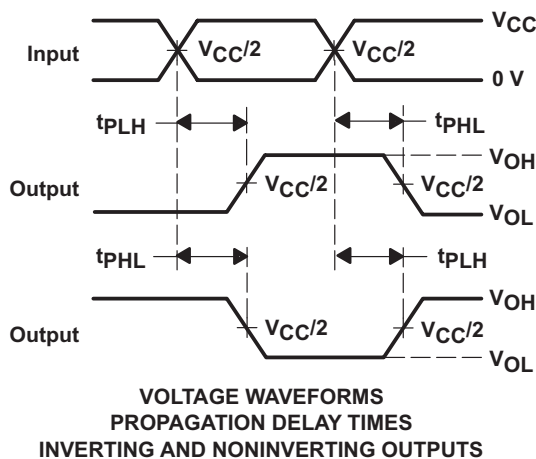 VCC
Input
VCC/2
VCC/2
0 V
tPLH
tPHL
VOH
Output
VCC/2
VCC/2
VOL
tPHL
tPLH
VOH
Output
VCC/2
VCC/2
VOL
VOLTAGE WAVEFORMS
PROPAGATION DELAY TIMES
INVERTING AND NONINVERTING OUTPUTS